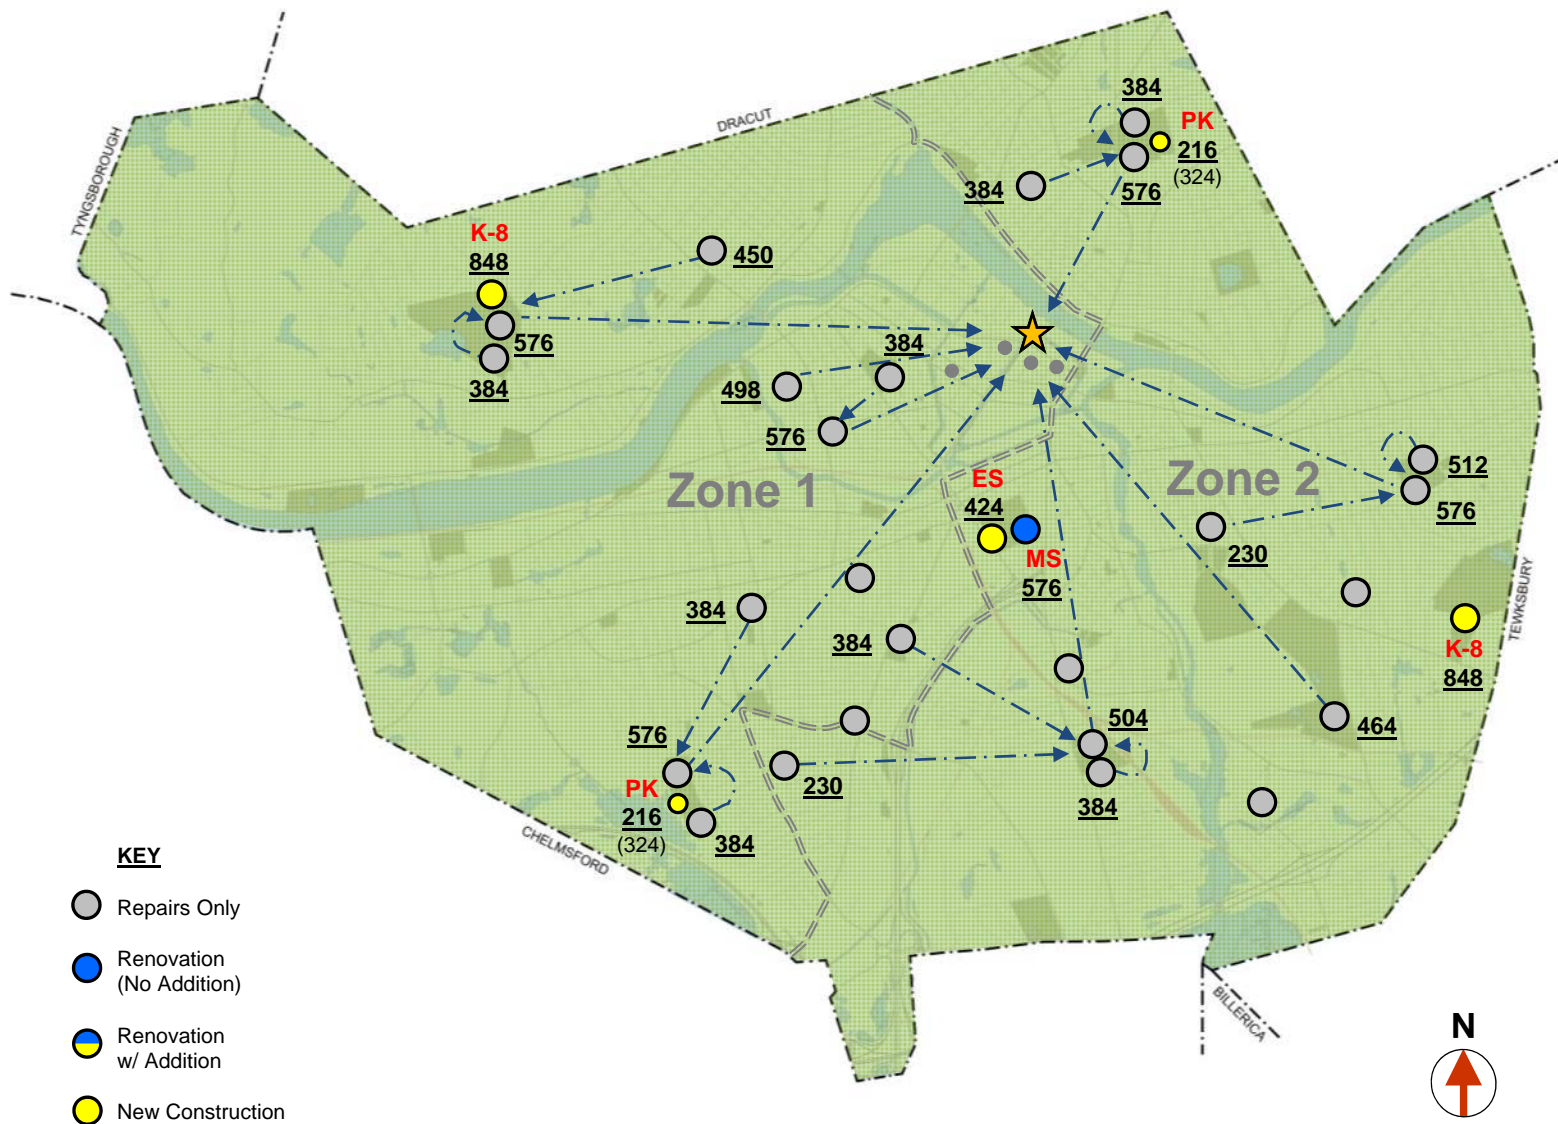 DRACUT
TYNGSBOROUGH
384
PK
216
(324)
384
576
K-8
848
450
576
384
384
498
576
Zone 1
Zone 2
ES
424
MS
576
512
576
230
TEWKSBURY
K-8
848
384
384
504
464
576
PK
216
(324)
384
230
384
CHELMSFORD
BILLERICA
N
KEY
Repairs Only
Renovation
(No Addition)
Renovation
w/ Addition
New Construction